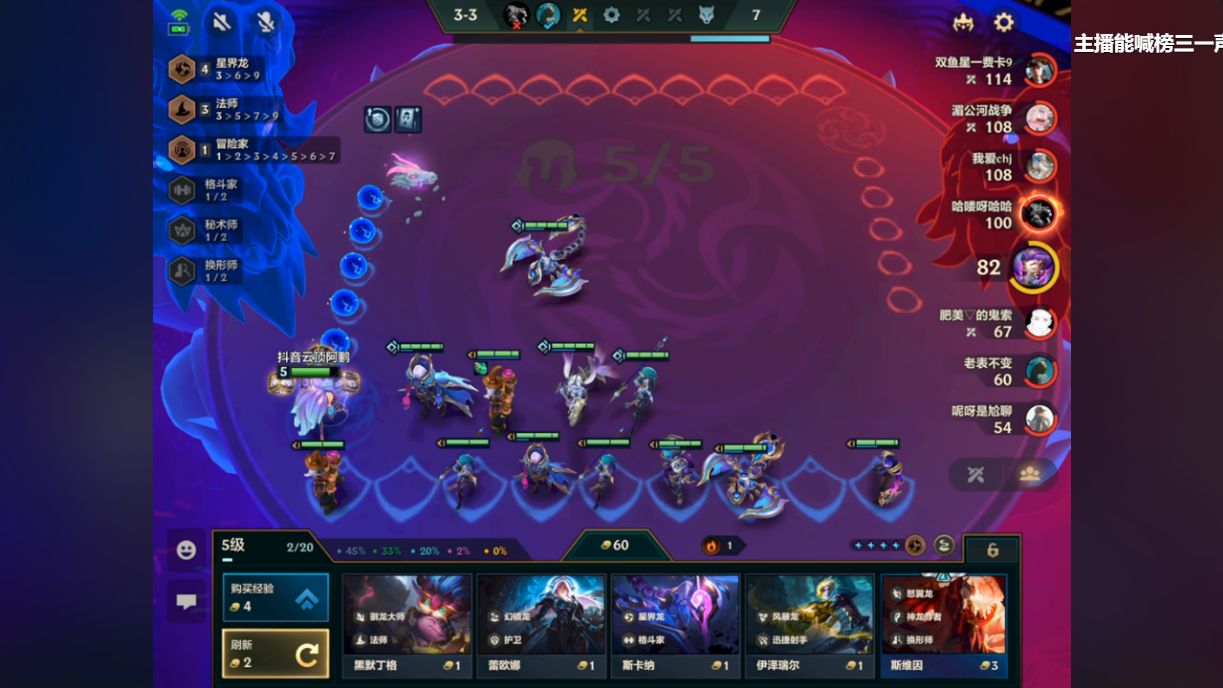 3-3
7
主播能喊榜三一声
4
星界龙
3 > 6 > 9
3
法师
3 > 5 > 7 > 9
1
冒险家
1 > 2 > 3 > 4 > 5 > 6 > 7
格斗家
1 / 2
秘术师
1 / 2
换形师
1 / 2
5/5
双鱼星一费卡9
114
湄公河战争
108
我爱chj
108
哈喽呀哈哈
100
82
肥美♡的鬼索
67
老表不变
60
呢呀是尬聊
54
抖音云顶阿鹏
5
5级
2/20
45%
33%
20%
2%
0%
60
1
6
购买经验
4
刷新
2
驯龙大师
法师
黑默丁格
1
幻镜龙
护卫
蕾欧娜
1
星界龙
格斗家
斯卡纳
1
风暴龙
迅捷射手
伊泽瑞尔
1
怒翼龙
神龙尊者
换形师
斯维因
3